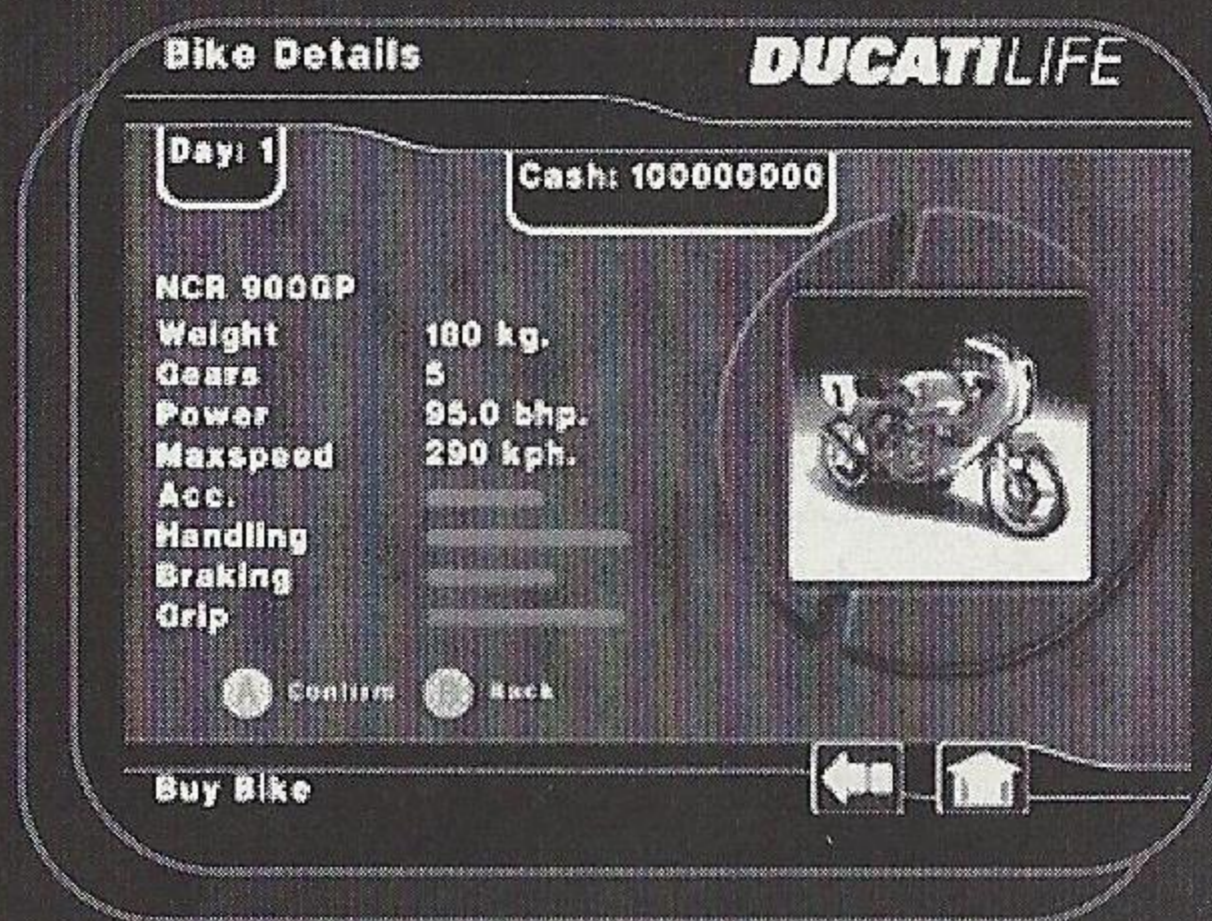 Bike Details
DUCATILIFE
Day: 1
Cash: 100000000
NCR 900GP
Weight 180 kg.
Gears 5
Power 95.0 bhp.
Maxspeed 290 kph.
Acc.
Handling
Braking
Grip
A Confirm B Back
Buy Bike